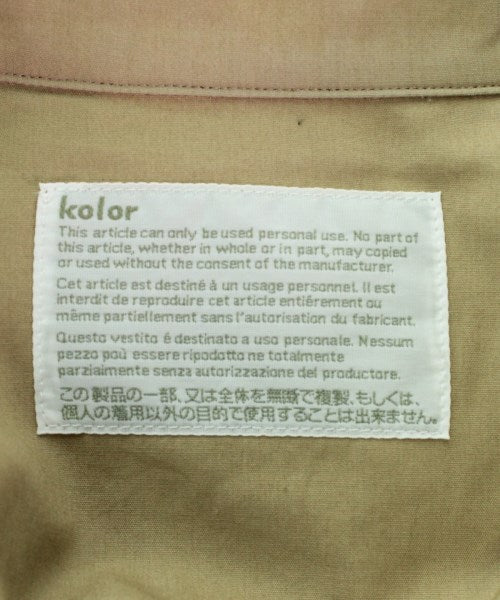 kolor
This article can only be used personal use. No part of
this article, whether in whole or in part, may copied
or used without the consent of the manufacturer.
Cet article est destiné à un usage personnel. Il est
interdit de reproduire cet article entiérement ou
même partiellement sans l'autorisation du fabricant.
Questo vestito é destinato a uso personale. Nessum
pezzo paù essere ripodotto ne totalmente
parzialmente senza autorizzazione del productore.
この製品の一部、又は全体を無断で複製、もしくは、
個人の着用以外の目的で使用することは出来ません。